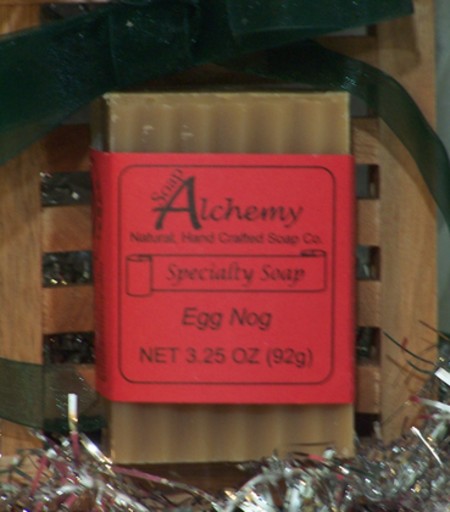 Soap
Alchemy
Natural, Hand Crafted Soap Co.
Specialty Soap
Egg Nog
NET 3.25 OZ (92g)